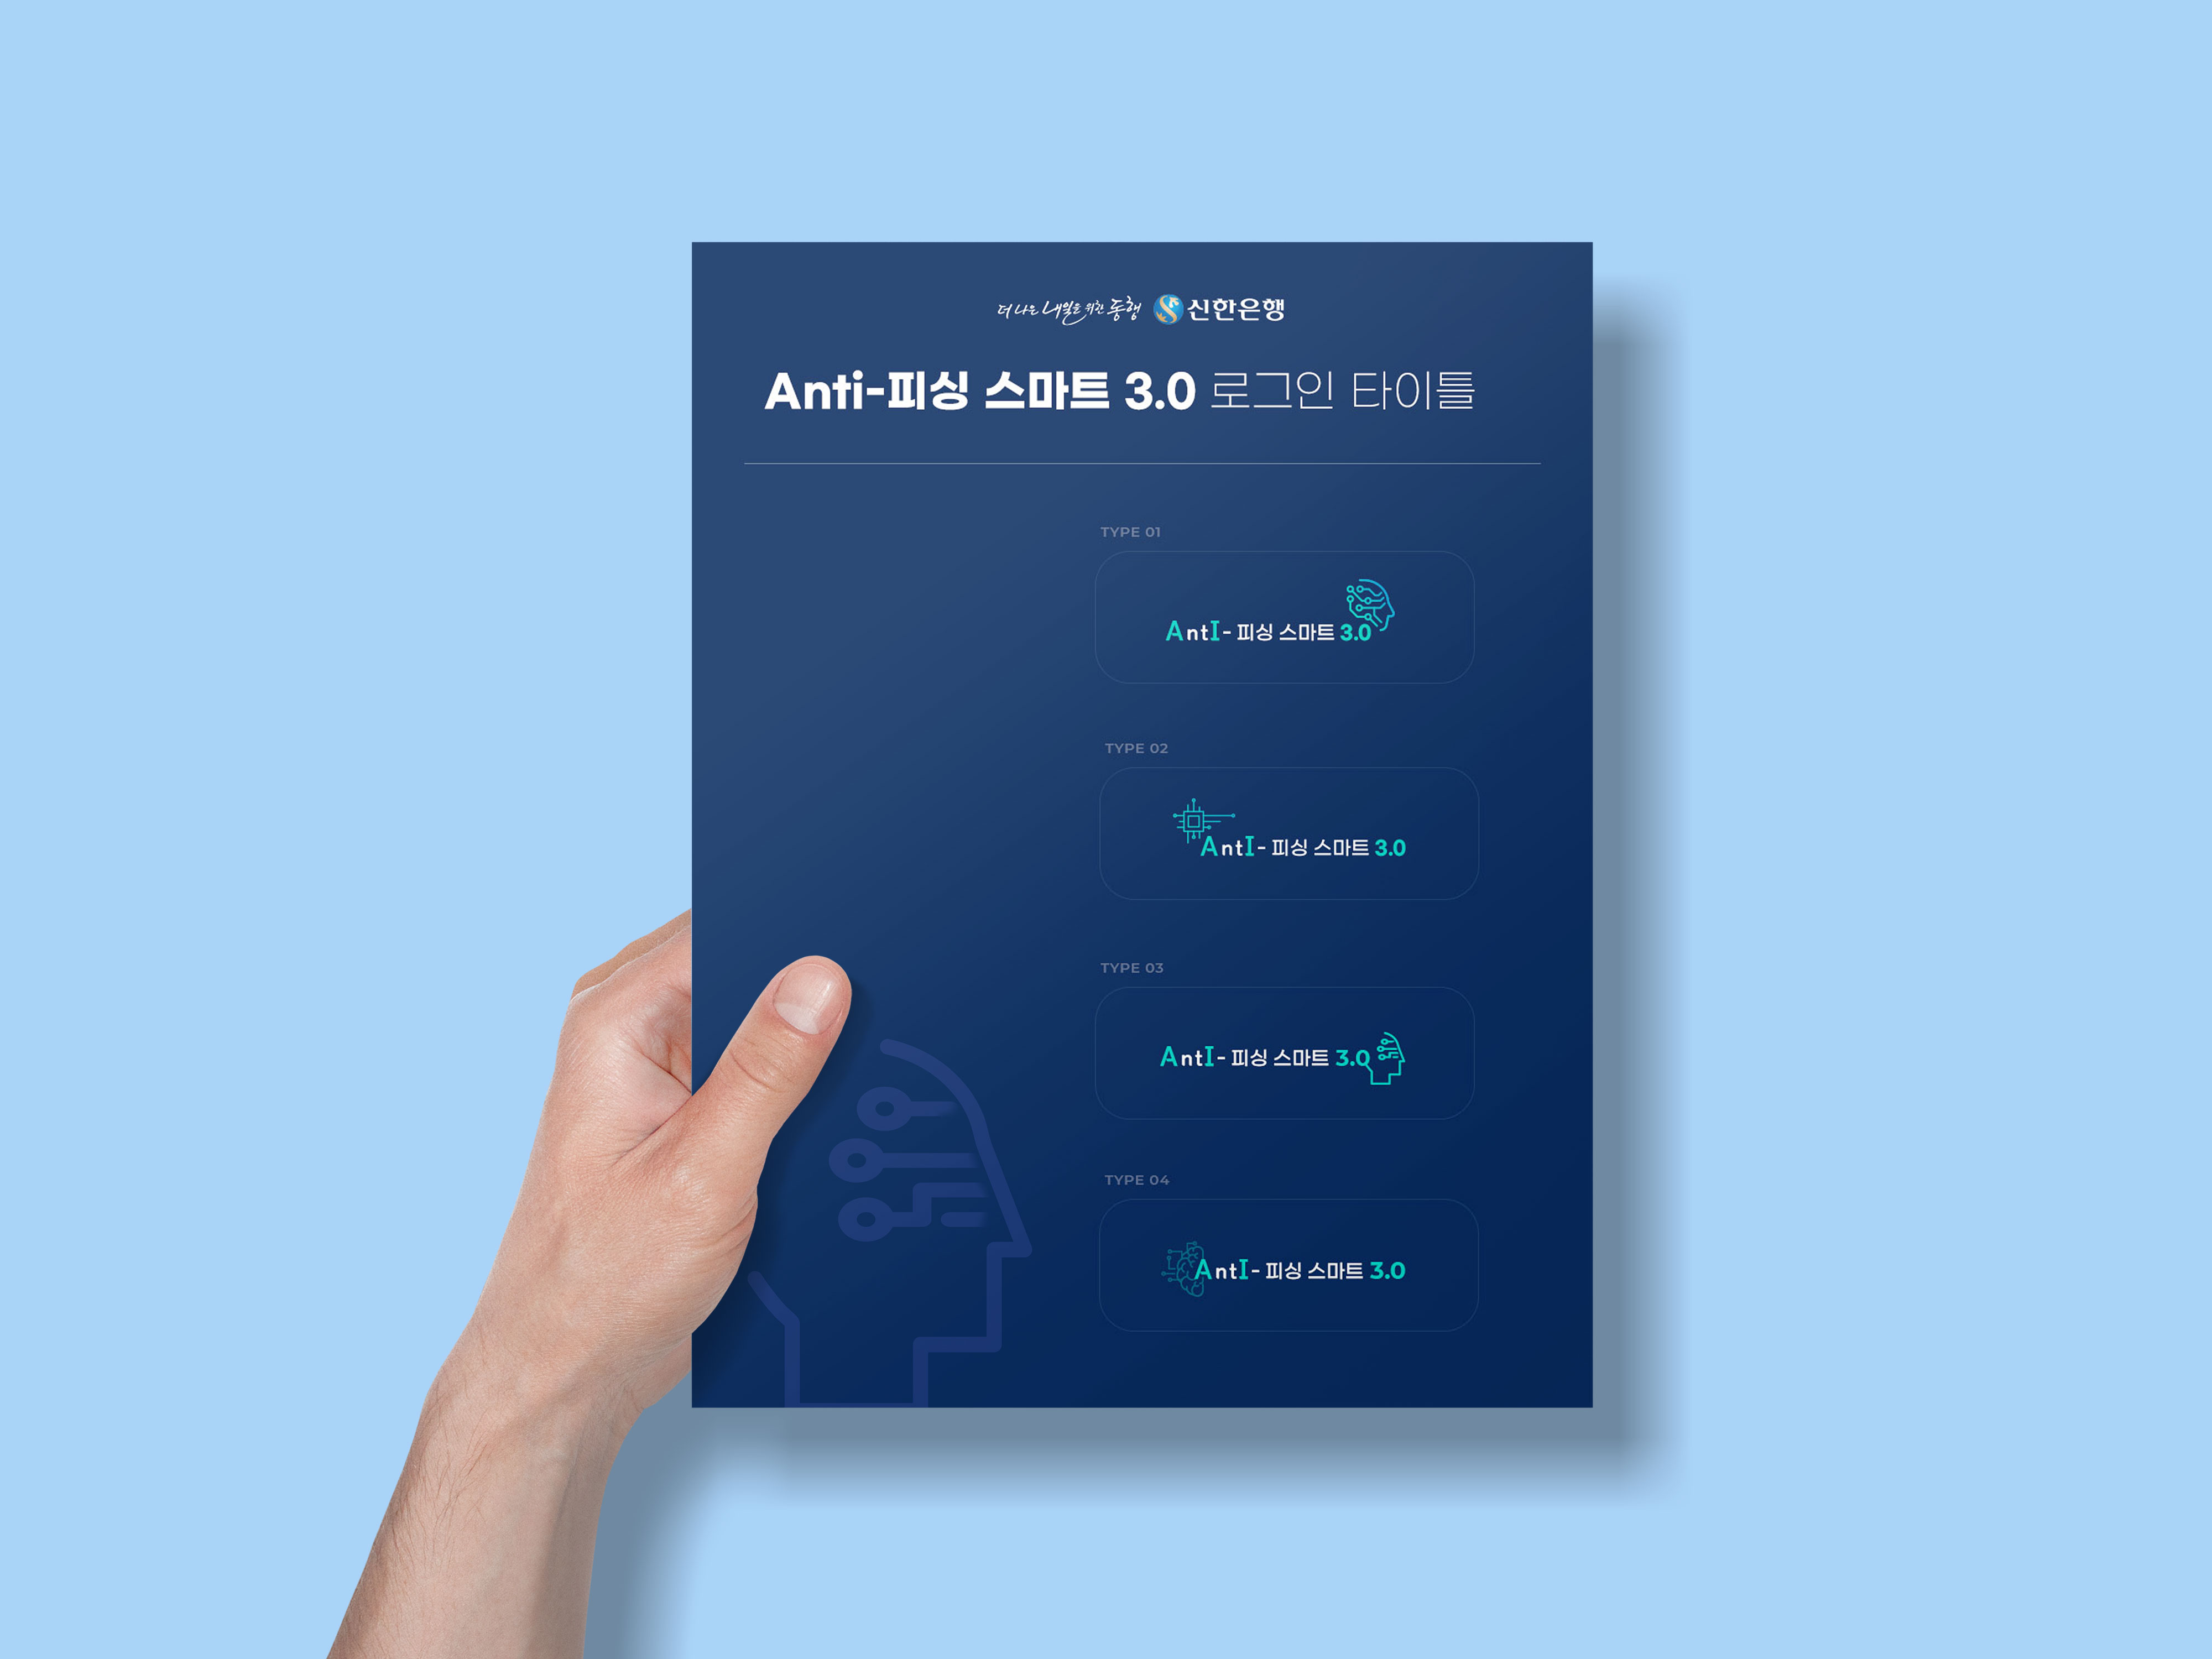 더 나은 내일을 위한 동행 신한은행
Anti-피싱 스마트 3.0 로그인 타이틀
TYPE 01
AntI- 피싱 스마트 3.0
TYPE 02
AntI- 피싱 스마트 3.0
TYPE 03
AntI- 피싱 스마트 3.0
TYPE 04
AntI- 피싱 스마트 3.0